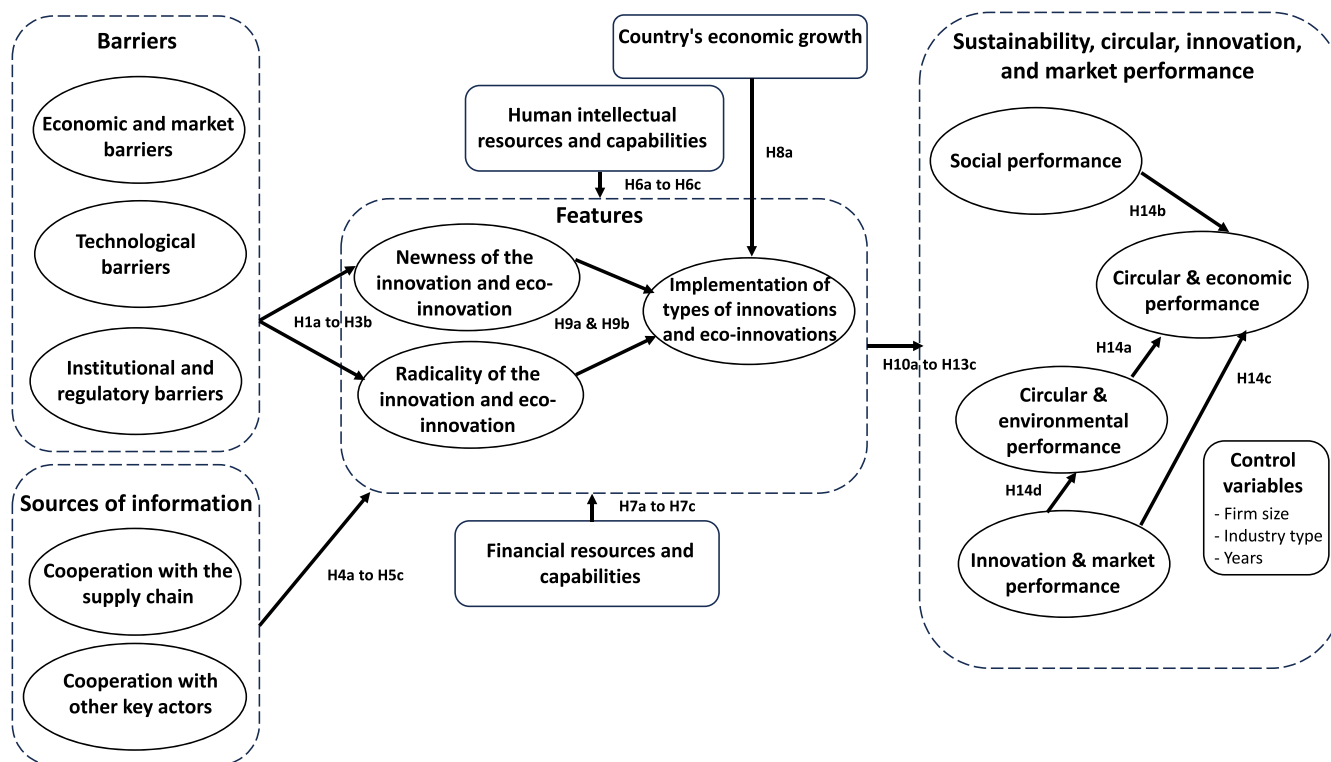 Barriers
Economic and market
barriers
Technological
barriers
Institutional and
regulatory barriers
Sources of information
Cooperation with the
supply chain
Cooperation with
other key actors
H1a to H3b
H4a to H5c
Country's economic growth
Human intellectual
resources and capabilities
H8a
H6a to H6c
Features
Newness of the
innovation and eco-
innovation
Radicality of the
innovation and eco-
innovation
H9a & H9b
Implementation of
types of innovations
and eco-innovations
H7a to H7c
Financial resources and
capabilities
H10a to H13c
Sustainability, circular, innovation,
and market performance
Social performance
H14b
Circular & economic
performance
H14a
H14c
Circular &
environmental
performance
H14d
Innovation & market
performance
Control
variables
- Firm size
- Industry type
- Years